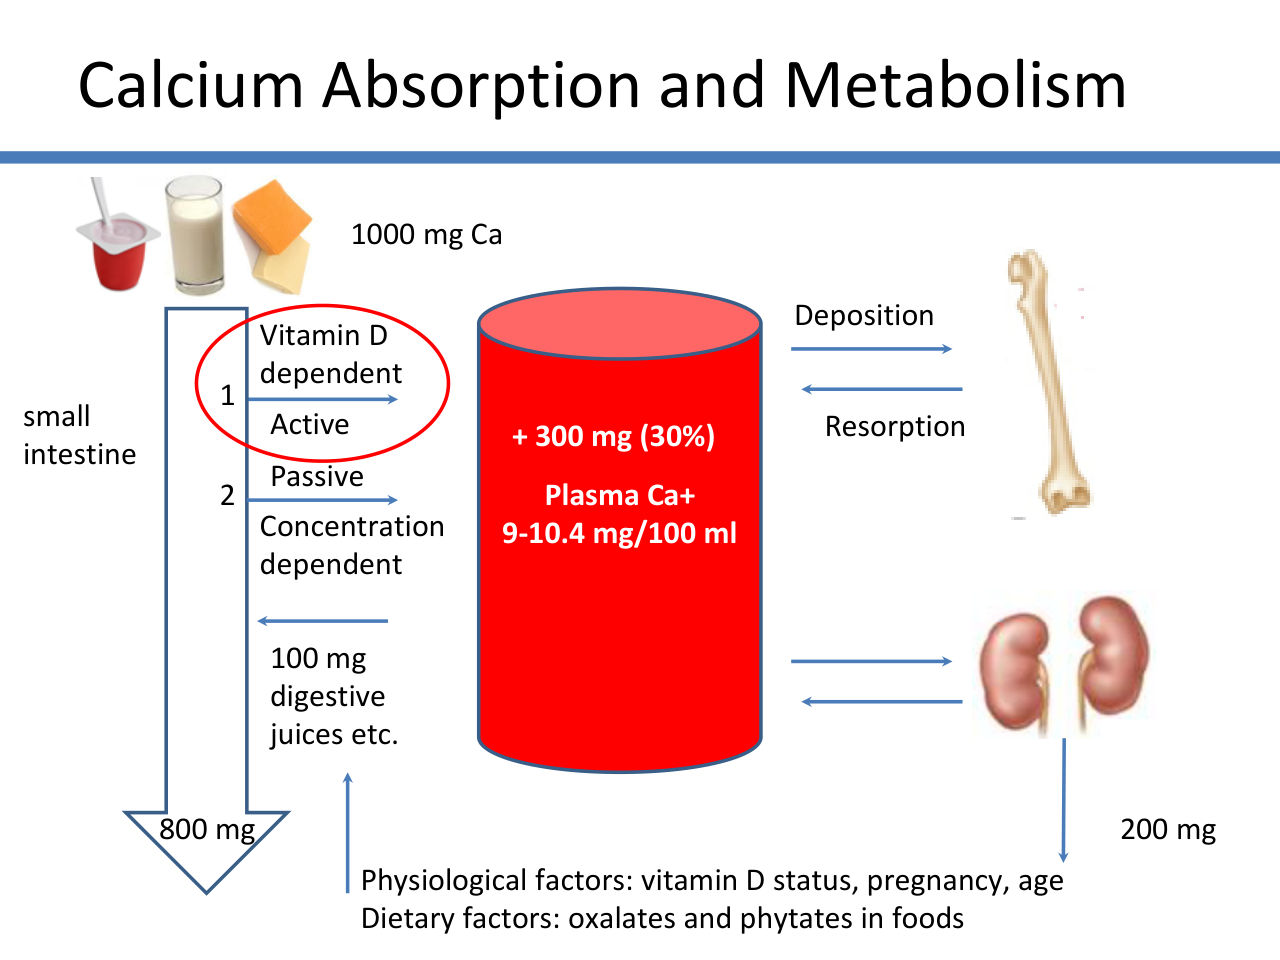 Calcium Absorption and Metabolism
1000 mg Ca
small
intestine
1
Vitamin D
dependent
Active
2
Passive
Concentration
dependent
100 mg
digestive
juices etc.
800 mg
+ 300 mg (30%)
Plasma Ca+
9-10.4 mg/100 ml
Deposition
Resorption
200 mg
Physiological factors: vitamin D status, pregnancy, age
Dietary factors: oxalates and phytates in foods